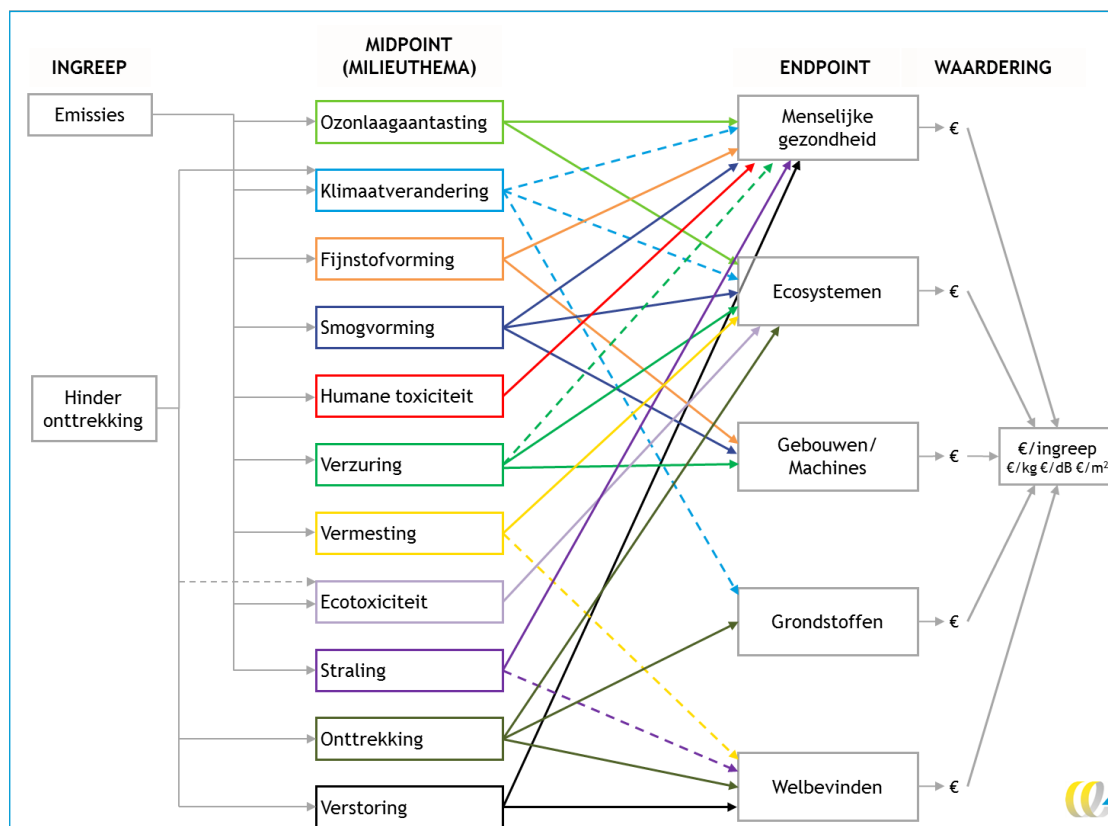 INGREEP
MIDPOINT
(MILIEUTHEMA)
ENDPOINT
WAARDERING
Emissies
Hinder
onttrekking
Ozonlaagaantasting
Klimaatverandering
Fijnstofvorming
Smogvorming
Humane toxiciteit
Verzuring
Vermesting
Ecotoxiciteit
Straling
Onttrekking
Verstoring
Menselijke
gezondheid
Ecosystemen
Gebouwen/
Machines
Grondstoffen
Welbevinden
€
€
€
€
€
€/ingreep
€/kg €/dB €/m²